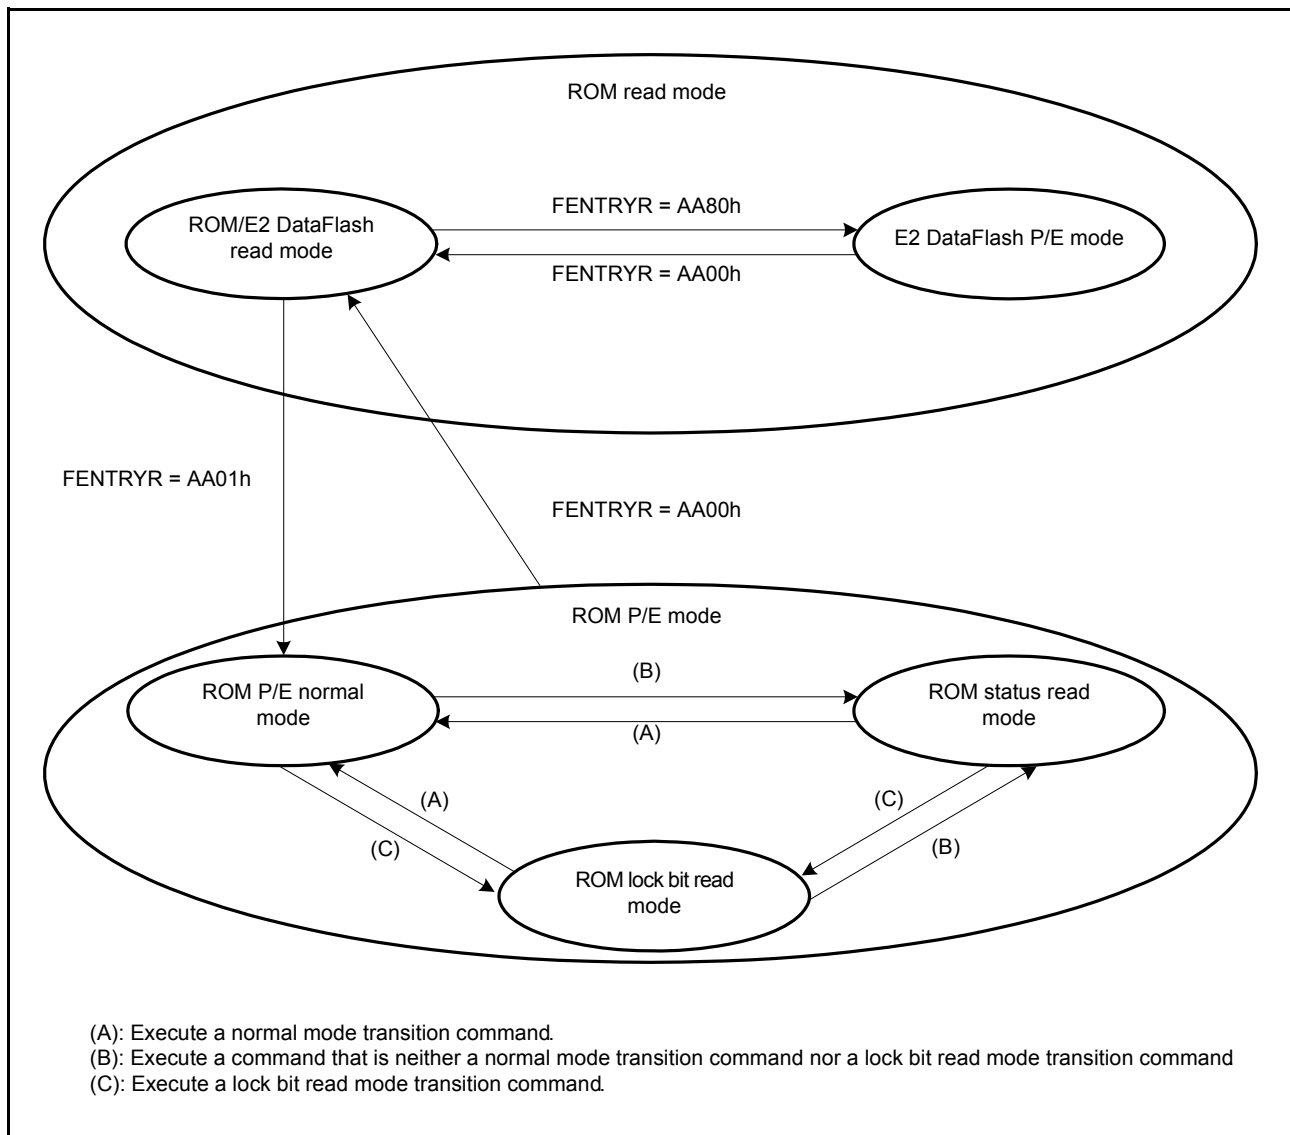 ROM read mode
ROM/E2 DataFlash
read mode
FENTRYR = AA80h
E2 DataFlash P/E mode
FENTRYR = AA00h
FENTRYR = AA01h
FENTRYR = AA00h
ROM P/E mode
ROM P/E normal
mode
(B)
ROM status read
mode
(A)
(A)
(C)
(C)
(B)
ROM lock bit read
mode
(A): Execute a normal mode transition command.
(B): Execute a command that is neither a normal mode transition command nor a lock bit read mode transition command
(C): Execute a lock bit read mode transition command.